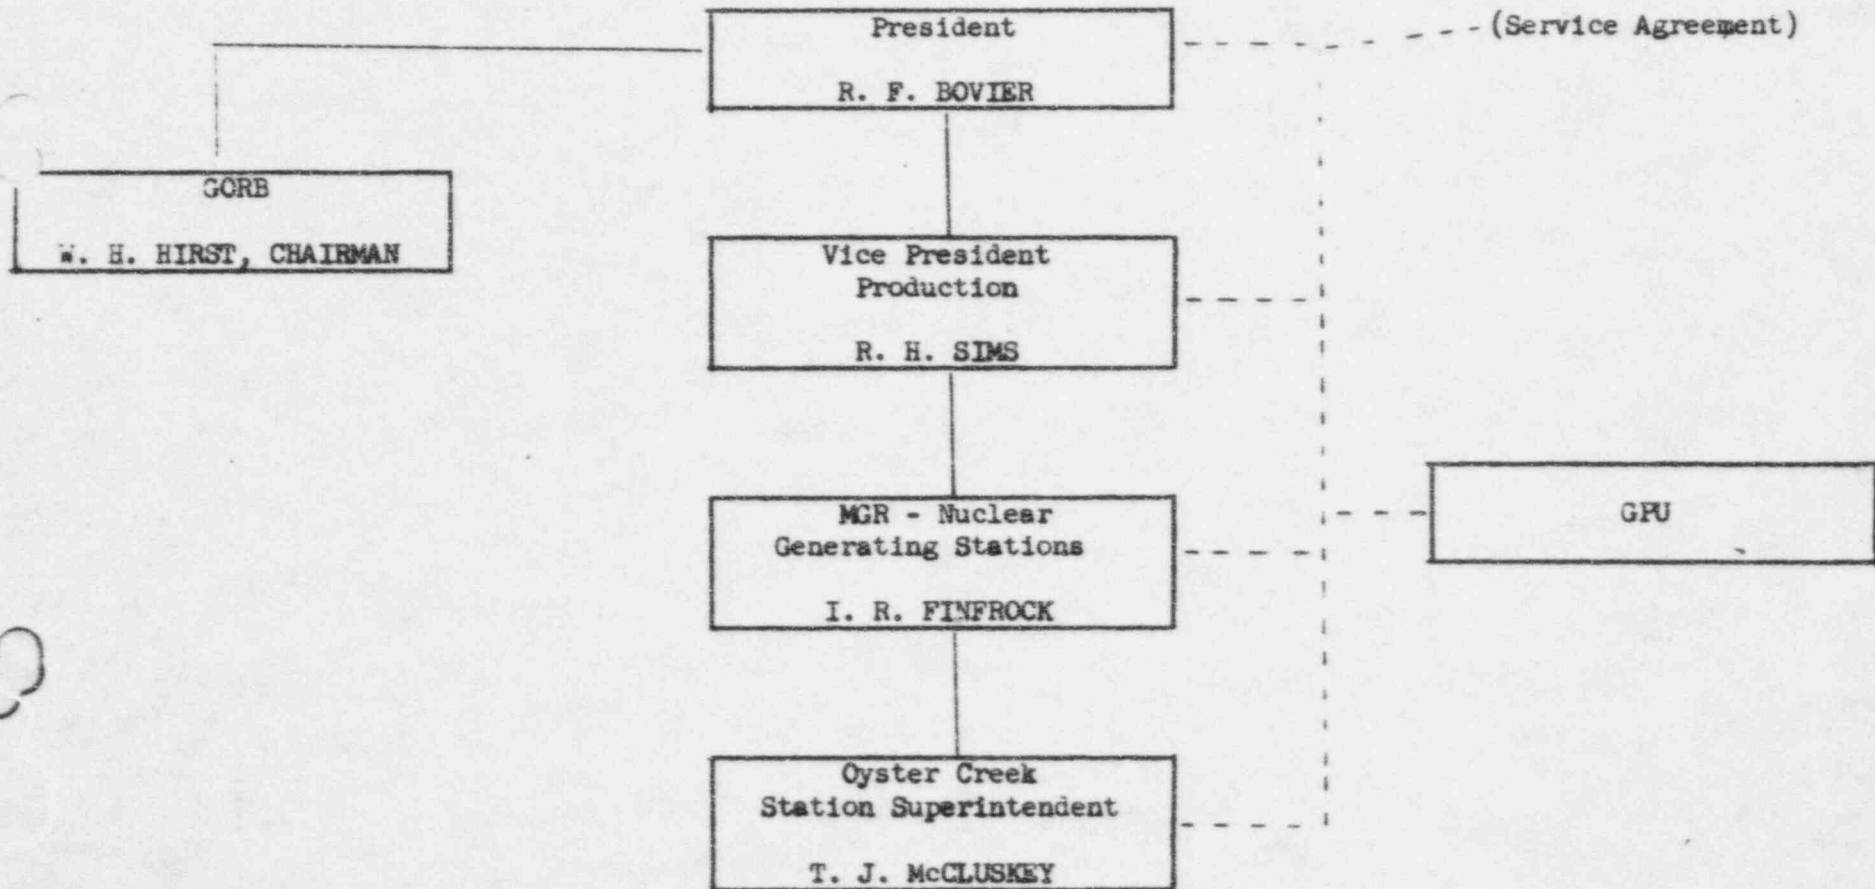 President
R. F. BOVIER
(Service Agreement)
GORB
W. H. HIRST, CHAIRMAN
Vice President
Production
R. H. SIMS
MGR - Nuclear
Generating Stations
I. R. FINFROCK
GPU
Oyster Creek
Station Superintendent
T. J. McCLUSKEY